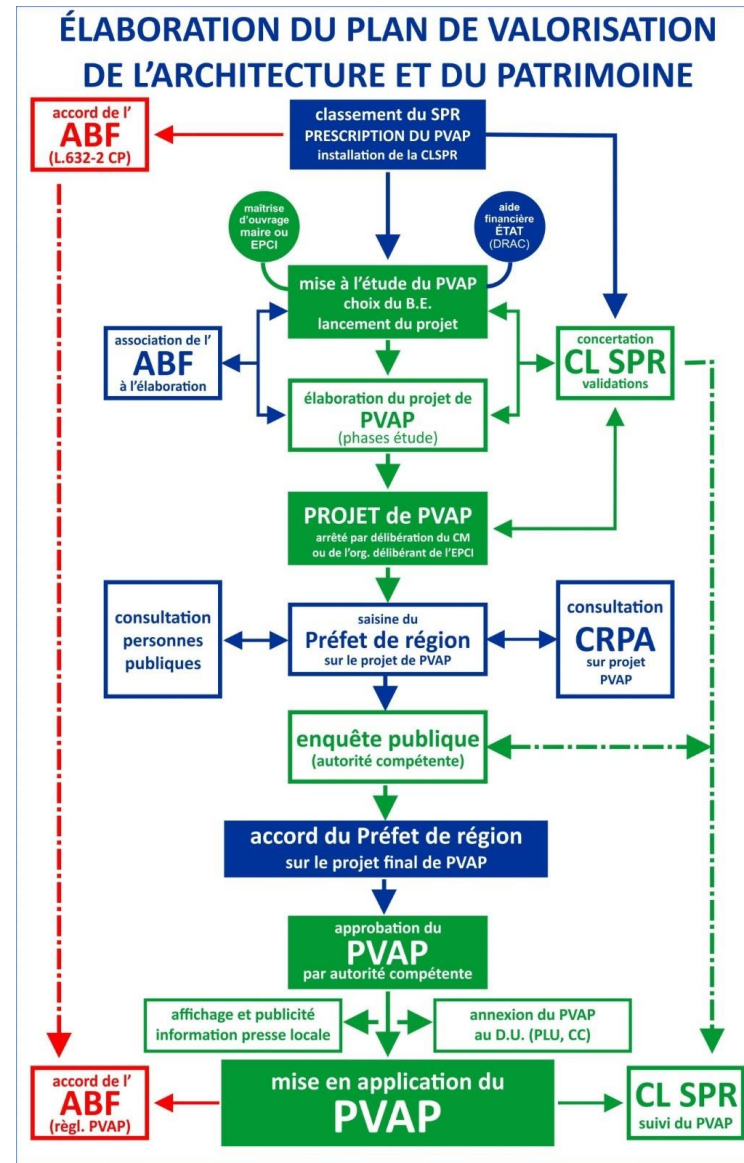 ÉLABORATION DU PLAN DE VALORISATION
DE L’ARCHITECTURE ET DU PATRIMOINE
accord de l’
ABF
(L.632-2 CP)
classement du SPR
PRESCRIPTION DU PVAP
installation de la CLSPR
maîtrise
d’ouvrage
maire ou
EPCI
aide
financière
ÉTAT
(DRAC)
mise à l’étude du PVAP
choix du B.E.
lancement du projet
association de l’
ABF
à l’élaboration
concertation
CL SPR
validations
élaboration du projet de
PVAP
(phases étude)
PROJET de PVAP
arrêté par délibération du CM
ou de l’org. délibérant de l’EPCI
consultation
personnes
publiques
saisine du
Préfet de région
sur le projet de PVAP
consultation
CRPA
sur projet
PVAP
enquête publique
(autorité compétente)
accord du Préfet de région
sur le projet final de PVAP
approbation du
PVAP
par autorité compétente
affichage et publicité
information presse locale
annexion du PVAP
au D.U. (PLU, CC)
accord de l’
ABF
(règl. PVAP)
mise en application du
PVAP
CL SPR
suivi du PVAP